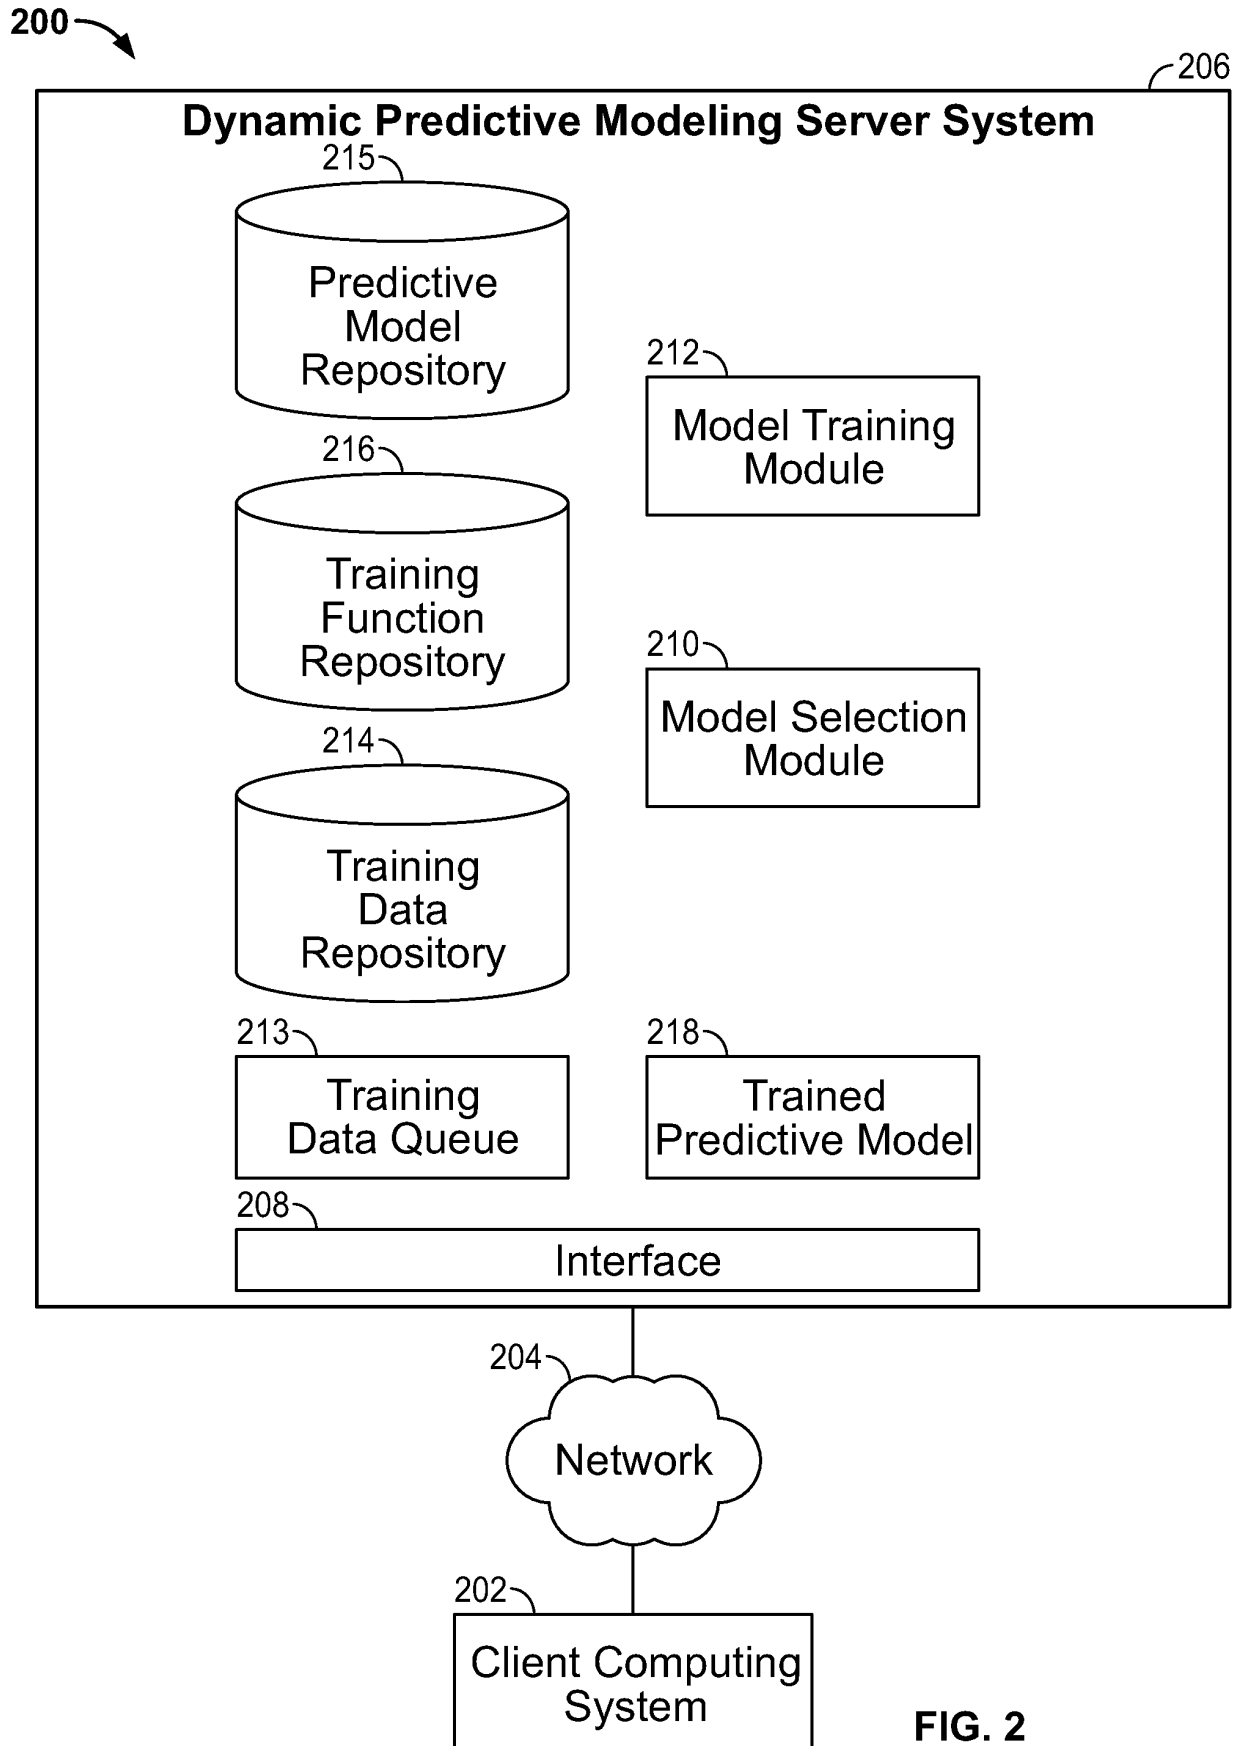 200
206
Dynamic Predictive Modeling Server System
215
Predictive
Model
Repository
212
Model Training
Module
216
Training
Function
Repository
210
Model Selection
Module
214
Training
Data
Repository
213
Training
Data Queue
218
Trained
Predictive Model
208
Interface
204
Network
202
Client Computing
System
FIG. 2